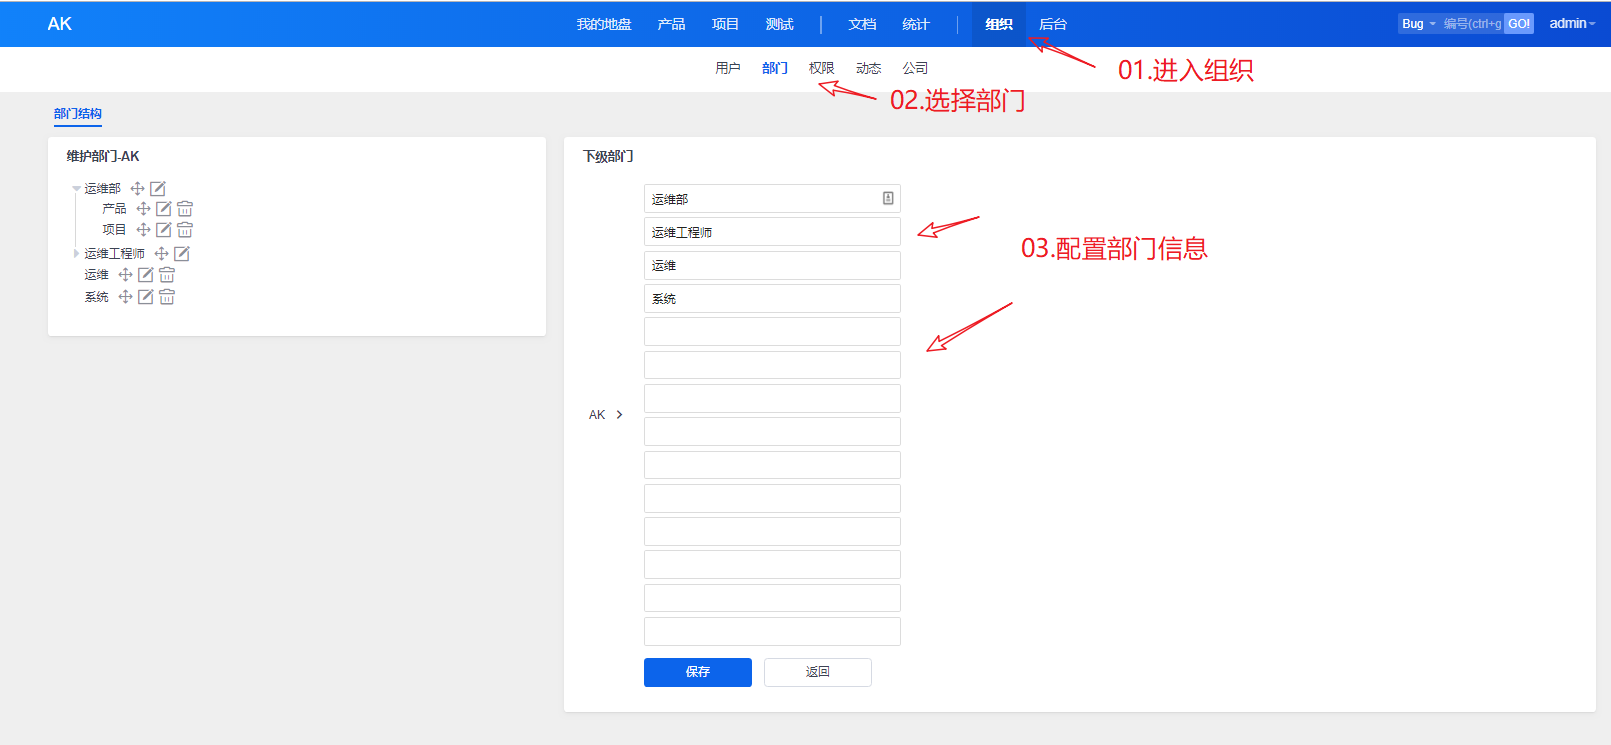 AK 我的地盘 产品 项目 测试 文档 统计 组织 后台 Bug 编号(ctrl+g GO! admin
01.进入组织
用户 部门 权限 动态 公司
02.选择部门
部门结构
维护部门-AK
运维部
产品
项目
运维工程师
运维
系统
下级部门
运维部
运维工程师
运维
系统
03.配置部门信息
AK
保存 返回